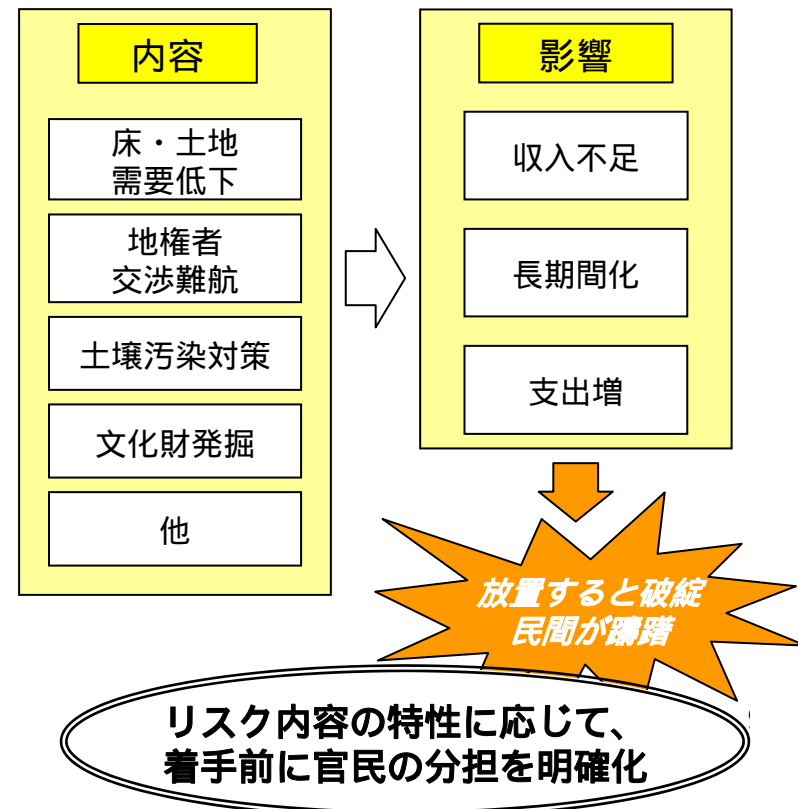 内容
床・土地
需要低下
地権者
交渉難航
土壌汚染対策
文化財発掘
他
影響
収入不足
長期間化
支出増
放置すると破綻
民間が躊躇
リスク内容の特性に応じて、
着手前に官民の分担を明確化